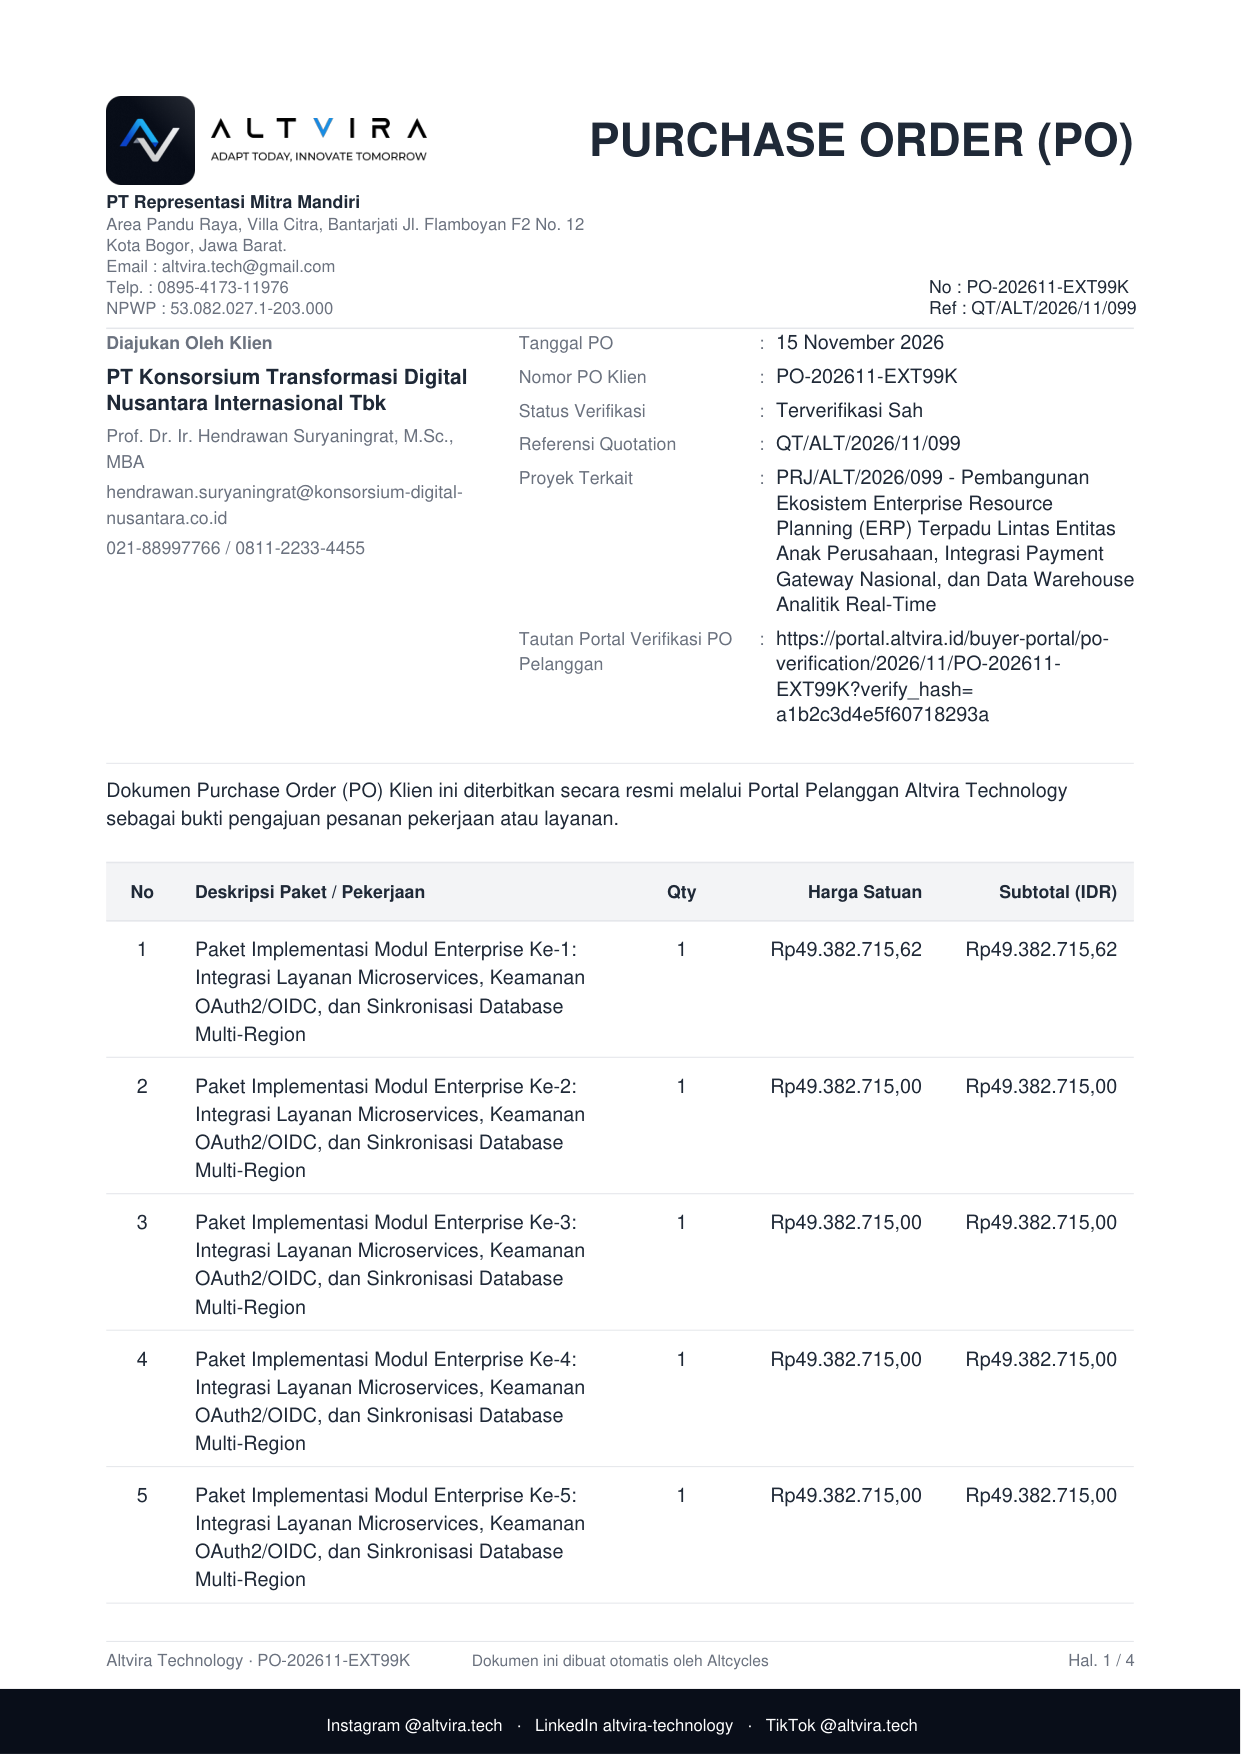 ALTVIRA
ADAPT TODAY, INNOVATE TOMORROW
PURCHASE ORDER (PO)
PT Representasi Mitra Mandiri
Area Pandu Raya, Villa Citra, Bantarjati Jl. Flamboyan F2 No. 12
Kota Bogor, Jawa Barat.
Email : altvira.tech@gmail.com
Telp. : 0895-4173-11976
NPWP : 53.082.027.1-203.000
No : PO-202611-EXT99K
Ref : QT/ALT/2026/11/099
Diajukan Oleh Klien
PT Konsorsium Transformasi Digital
Nusantara Internasional Tbk
Prof. Dr. Ir. Hendrawan Suryaningrat, M.Sc.,
MBA
hendrawan.suryaningrat@konsorsium-digital-
nusantara.co.id
021-88997766 / 0811-2233-4455
Tanggal PO : 15 November 2026
Nomor PO Klien : PO-202611-EXT99K
Status Verifikasi : Terverifikasi Sah
Referensi Quotation : QT/ALT/2026/11/099
Proyek Terkait : PRJ/ALT/2026/099 - Pembangunan
Ekosistem Enterprise Resource
Planning (ERP) Terpadu Lintas Entitas
Anak Perusahaan, Integrasi Payment
Gateway Nasional, dan Data Warehouse
Analitik Real-Time
Tautan Portal Verifikasi PO : https://portal.altvira.id/buyer-portal/po-
Pelanggan verification/2026/11/PO-202611-
EXT99K?verify_hash=
a1b2c3d4e5f60718293a
Dokumen Purchase Order (PO) Klien ini diterbitkan secara resmi melalui Portal Pelanggan Altvira Technology
sebagai bukti pengajuan pesanan pekerjaan atau layanan.
No Deskripsi Paket / Pekerjaan Qty Harga Satuan Subtotal (IDR)
1 Paket Implementasi Modul Enterprise Ke-1: 1 Rp49.382.715,62 Rp49.382.715,62
Integrasi Layanan Microservices, Keamanan
OAuth2/OIDC, dan Sinkronisasi Database
Multi-Region
2 Paket Implementasi Modul Enterprise Ke-2: 1 Rp49.382.715,00 Rp49.382.715,00
Integrasi Layanan Microservices, Keamanan
OAuth2/OIDC, dan Sinkronisasi Database
Multi-Region
3 Paket Implementasi Modul Enterprise Ke-3: 1 Rp49.382.715,00 Rp49.382.715,00
Integrasi Layanan Microservices, Keamanan
OAuth2/OIDC, dan Sinkronisasi Database
Multi-Region
4 Paket Implementasi Modul Enterprise Ke-4: 1 Rp49.382.715,00 Rp49.382.715,00
Integrasi Layanan Microservices, Keamanan
OAuth2/OIDC, dan Sinkronisasi Database
Multi-Region
5 Paket Implementasi Modul Enterprise Ke-5: 1 Rp49.382.715,00 Rp49.382.715,00
Integrasi Layanan Microservices, Keamanan
OAuth2/OIDC, dan Sinkronisasi Database
Multi-Region
Altvira Technology · PO-202611-EXT99K Dokumen ini dibuat otomatis oleh Altcycles Hal. 1 / 4
Instagram @altvira.tech · LinkedIn altvira-technology · TikTok @altvira.tech